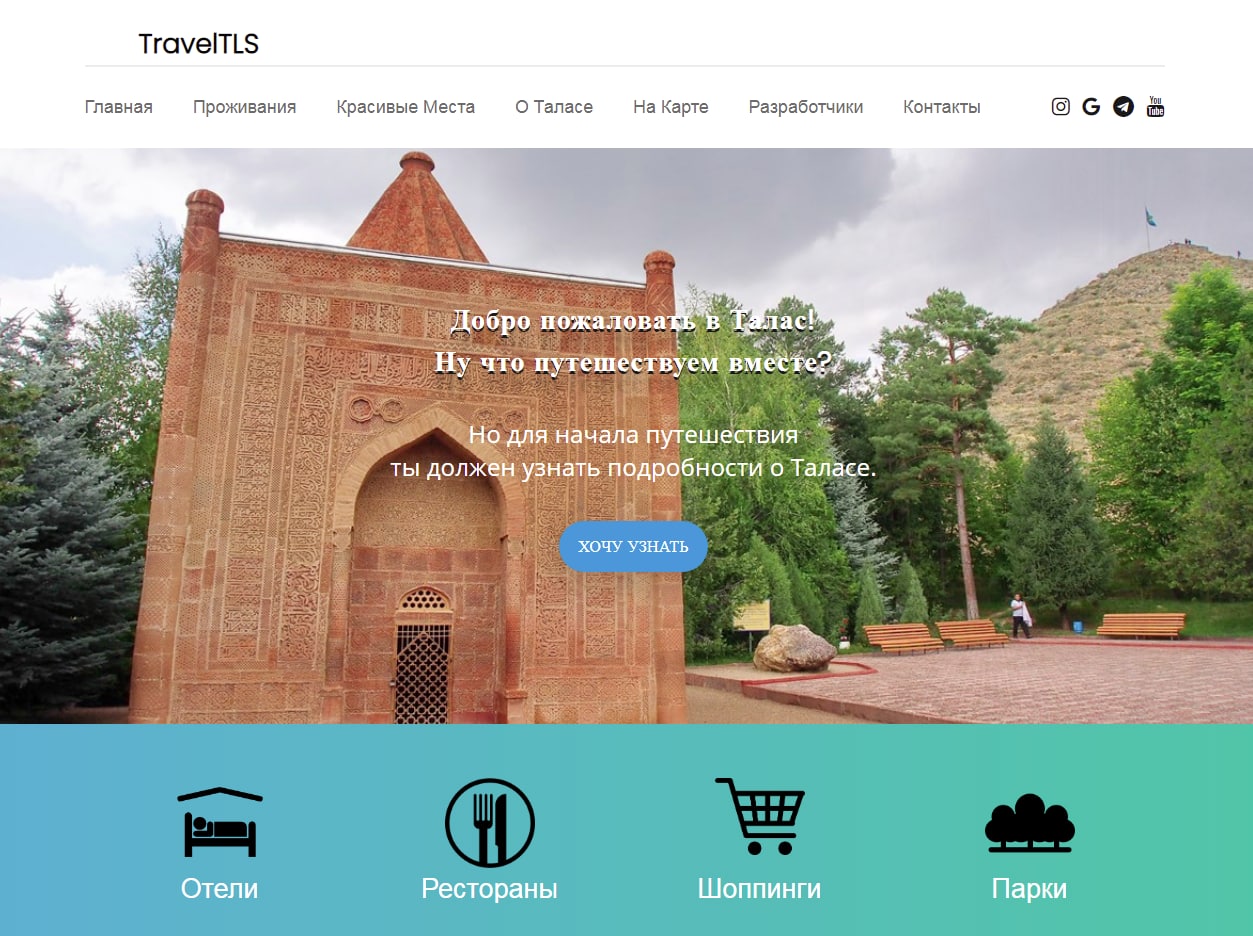 TravelTLS
Главная Проживания Красивые Места О Таласе На Карте Разработчики Контакты You Tube
Добро пожаловать в Талас!
Ну что путешествуем вместе?
Но для начала путешествия
ты должен узнать подробности о Таласе.
ХОЧУ УЗНАТЬ
Отели Рестораны Шоппинги Парки